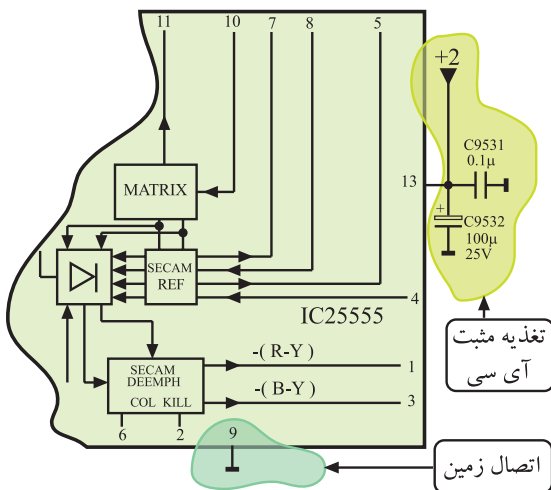 11
10
7
8
5
+2
C9531
0.1µ
13
MATRIX
+
C9532
100µ
25V
SECAM
REF
4
IC25555
تغذیه مثبت
آی سی
-( R-Y )
1
SECAM
DEEMPH
-( B-Y )
3
COL KILL
6
2
9
اتصال زمین